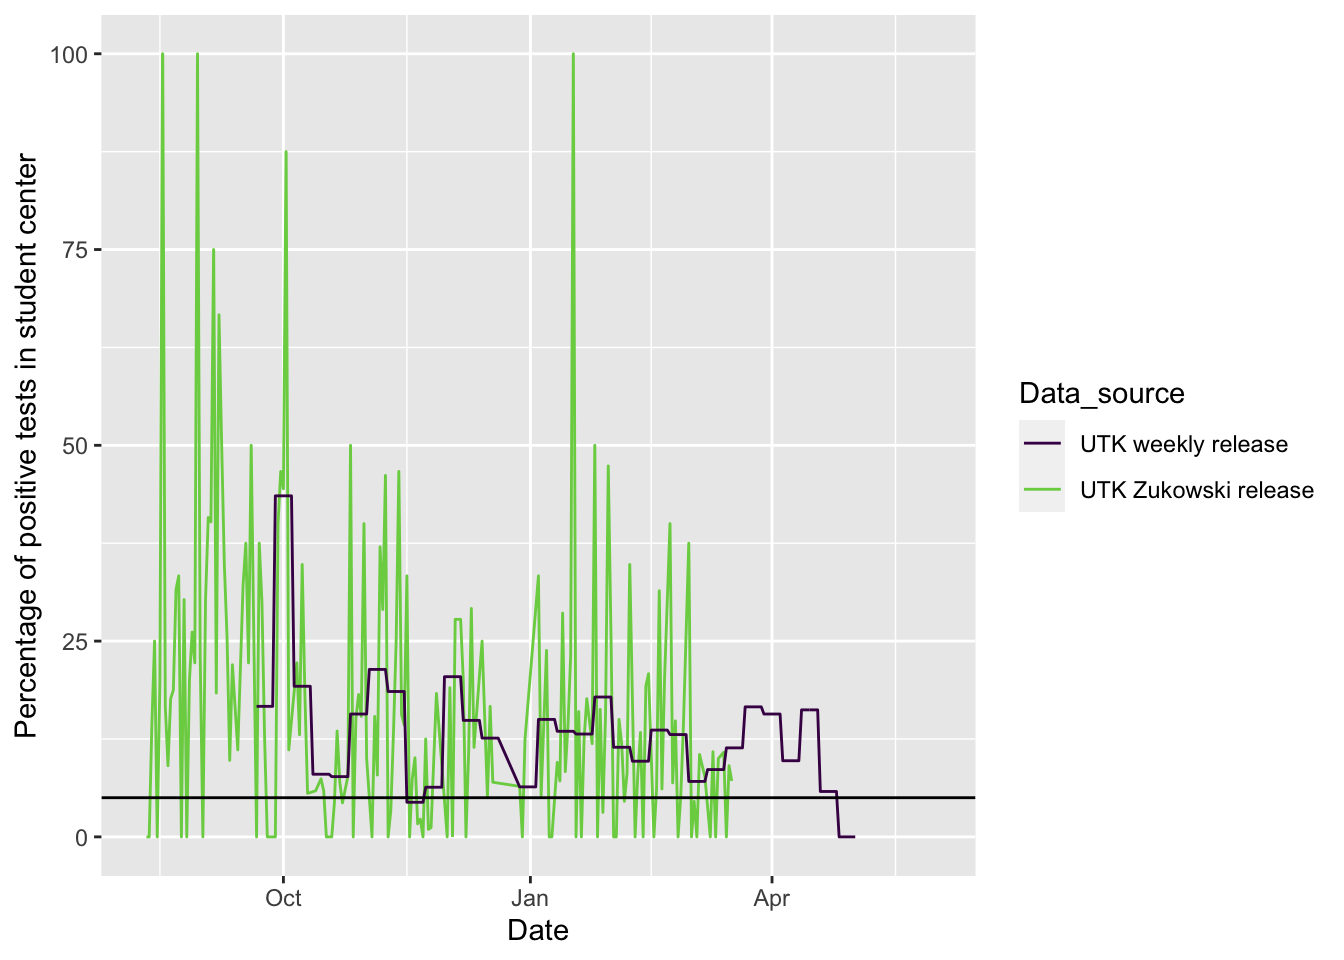 Percentage of positive tests in student center
100
75
50
25
0
Oct
Jan
Apr
Date
Data_source
UTK weekly release
UTK Zukowski release